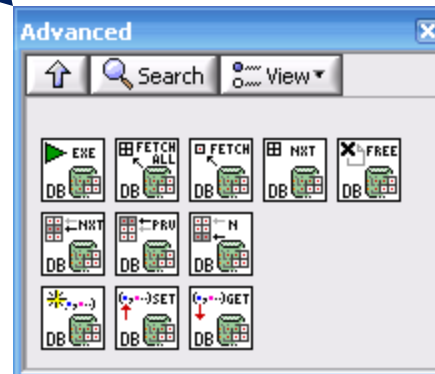 Advanced
Search View
EXE FETCH ALL FETCH NXT FREE
DB DB DB DB DB
NXT PRV N
DB DB DB
SET GET
DB DB DB